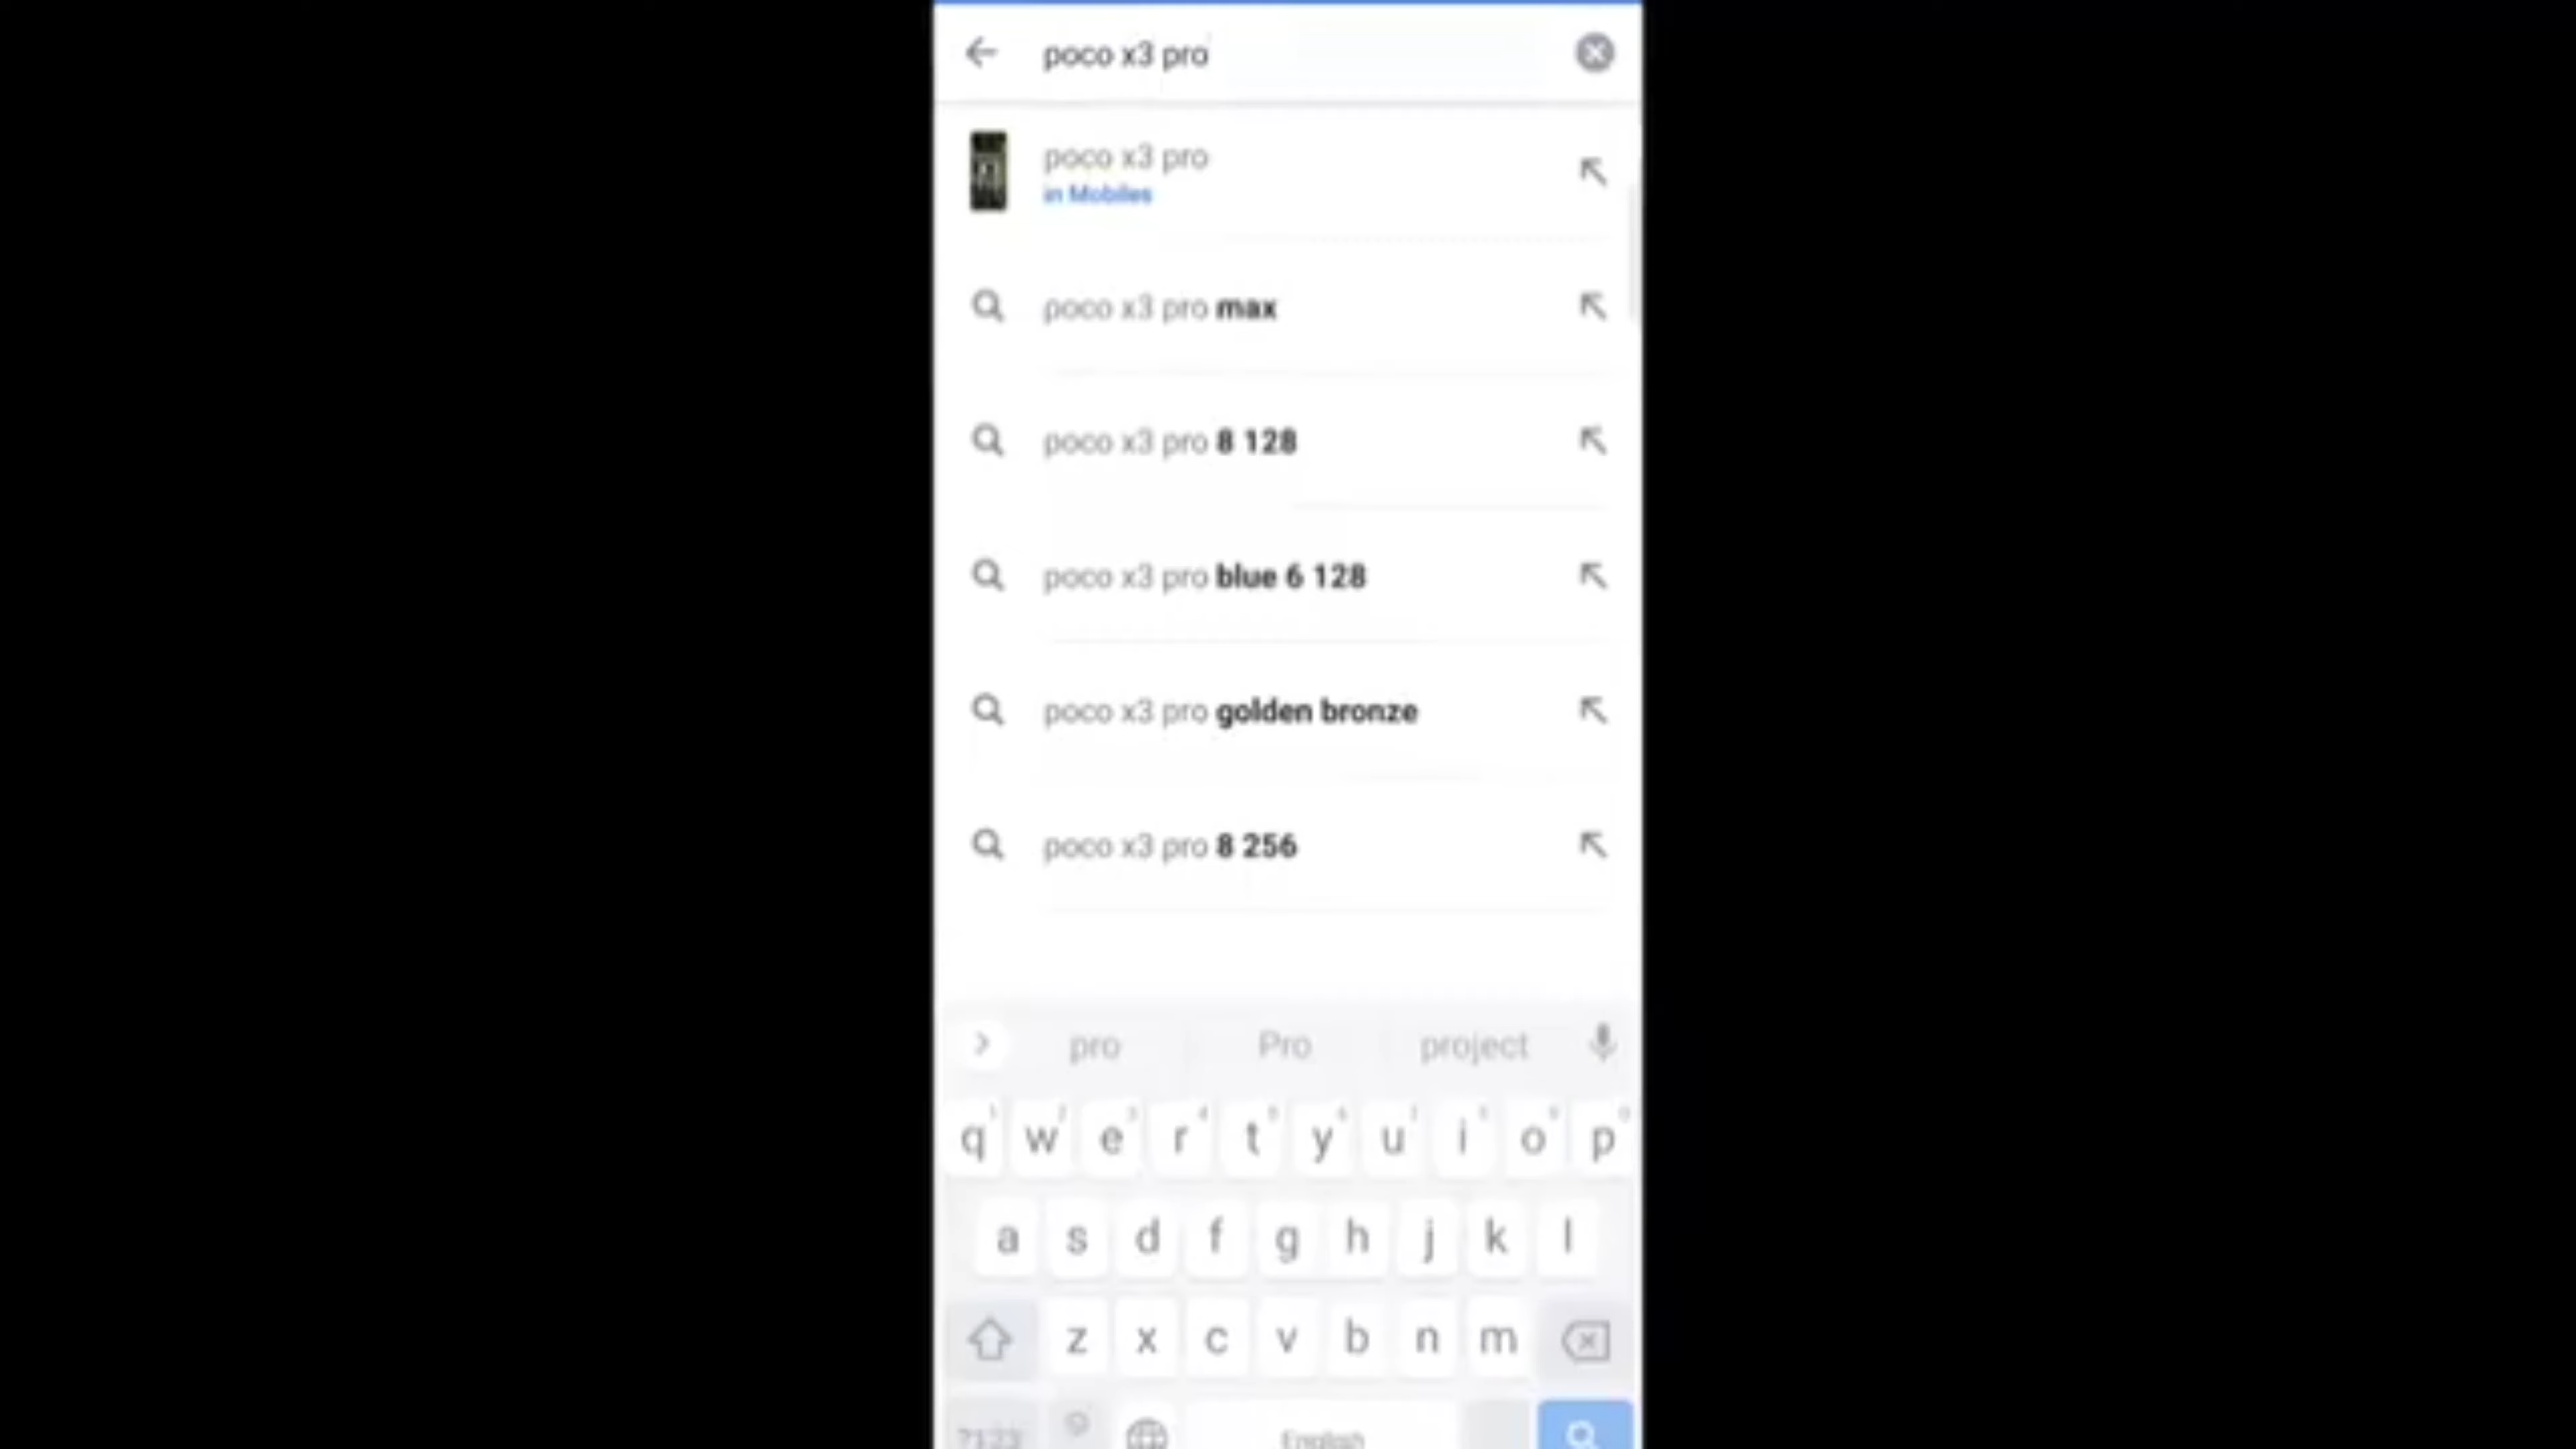 poco x3 pro
poco x3 pro
in Mobiles
poco x3 pro max
poco x3 pro 8 128
poco x3 pro blue 6 128
poco x3 pro golden bronze
poco x3 pro 8 256
pro Pro project
q w e r t y u i o p
a s d f g h j k l
z x c v b n m
?123 English